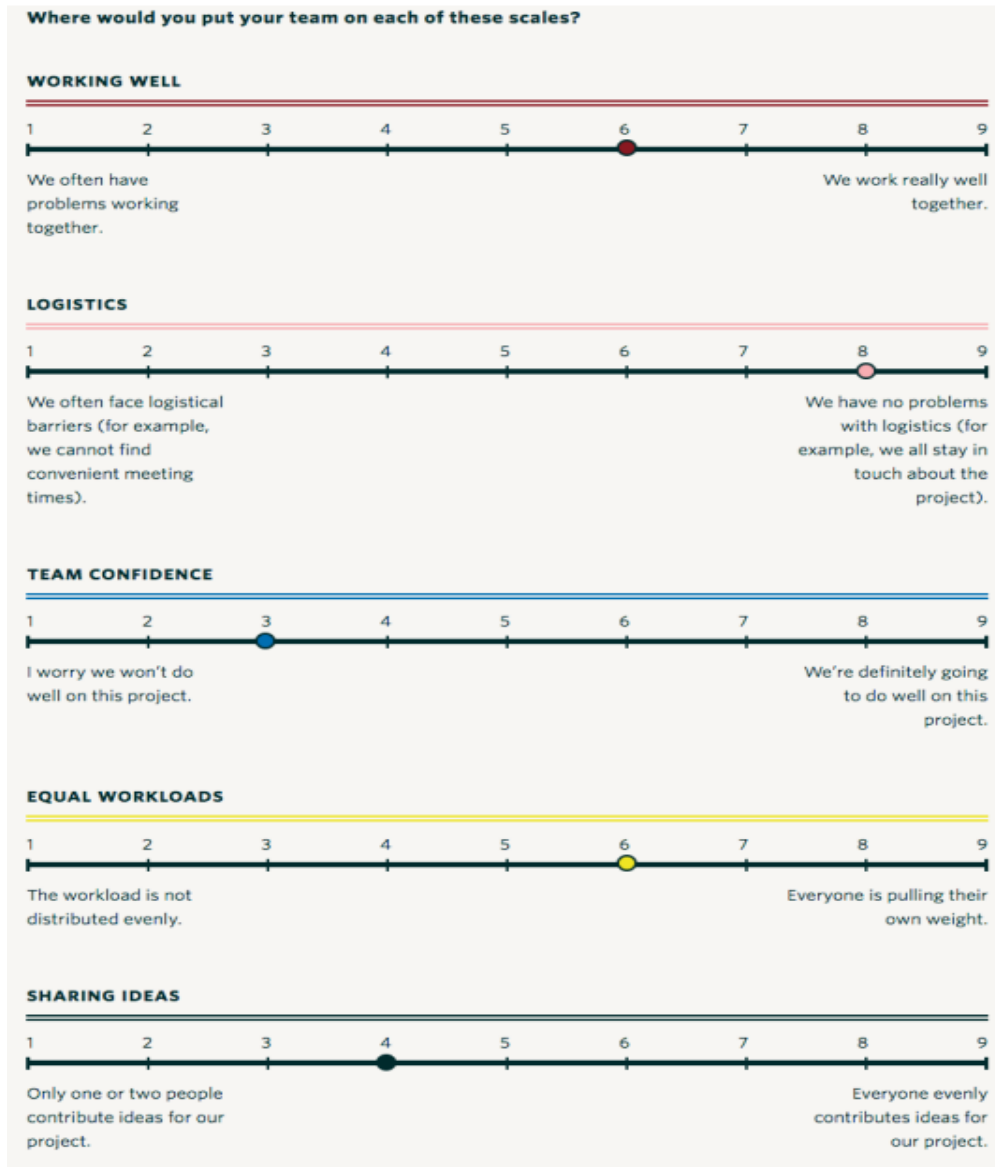 Where would you put your team on each of these scales?
WORKING WELL
1 2 3 4 5 6 7 8 9
We often have
problems working
together.
We work really well
together.
LOGISTICS
1 2 3 4 5 6 7 8 9
We often face logistical
barriers (for example,
we cannot find
convenient meeting
times).
We have no problems
with logistics (for
example, we all stay in
touch about the
project).
TEAM CONFIDENCE
1 2 3 4 5 6 7 8 9
I worry we won't do
well on this project.
We're definitely going
to do well on this
project.
EQUAL WORKLOADS
1 2 3 4 5 6 7 8 9
The workload is not
distributed evenly.
Everyone is pulling their
own weight.
SHARING IDEAS
1 2 3 4 5 6 7 8 9
Only one or two people
contribute ideas for our
project.
Everyone evenly
contributes ideas for
our project.